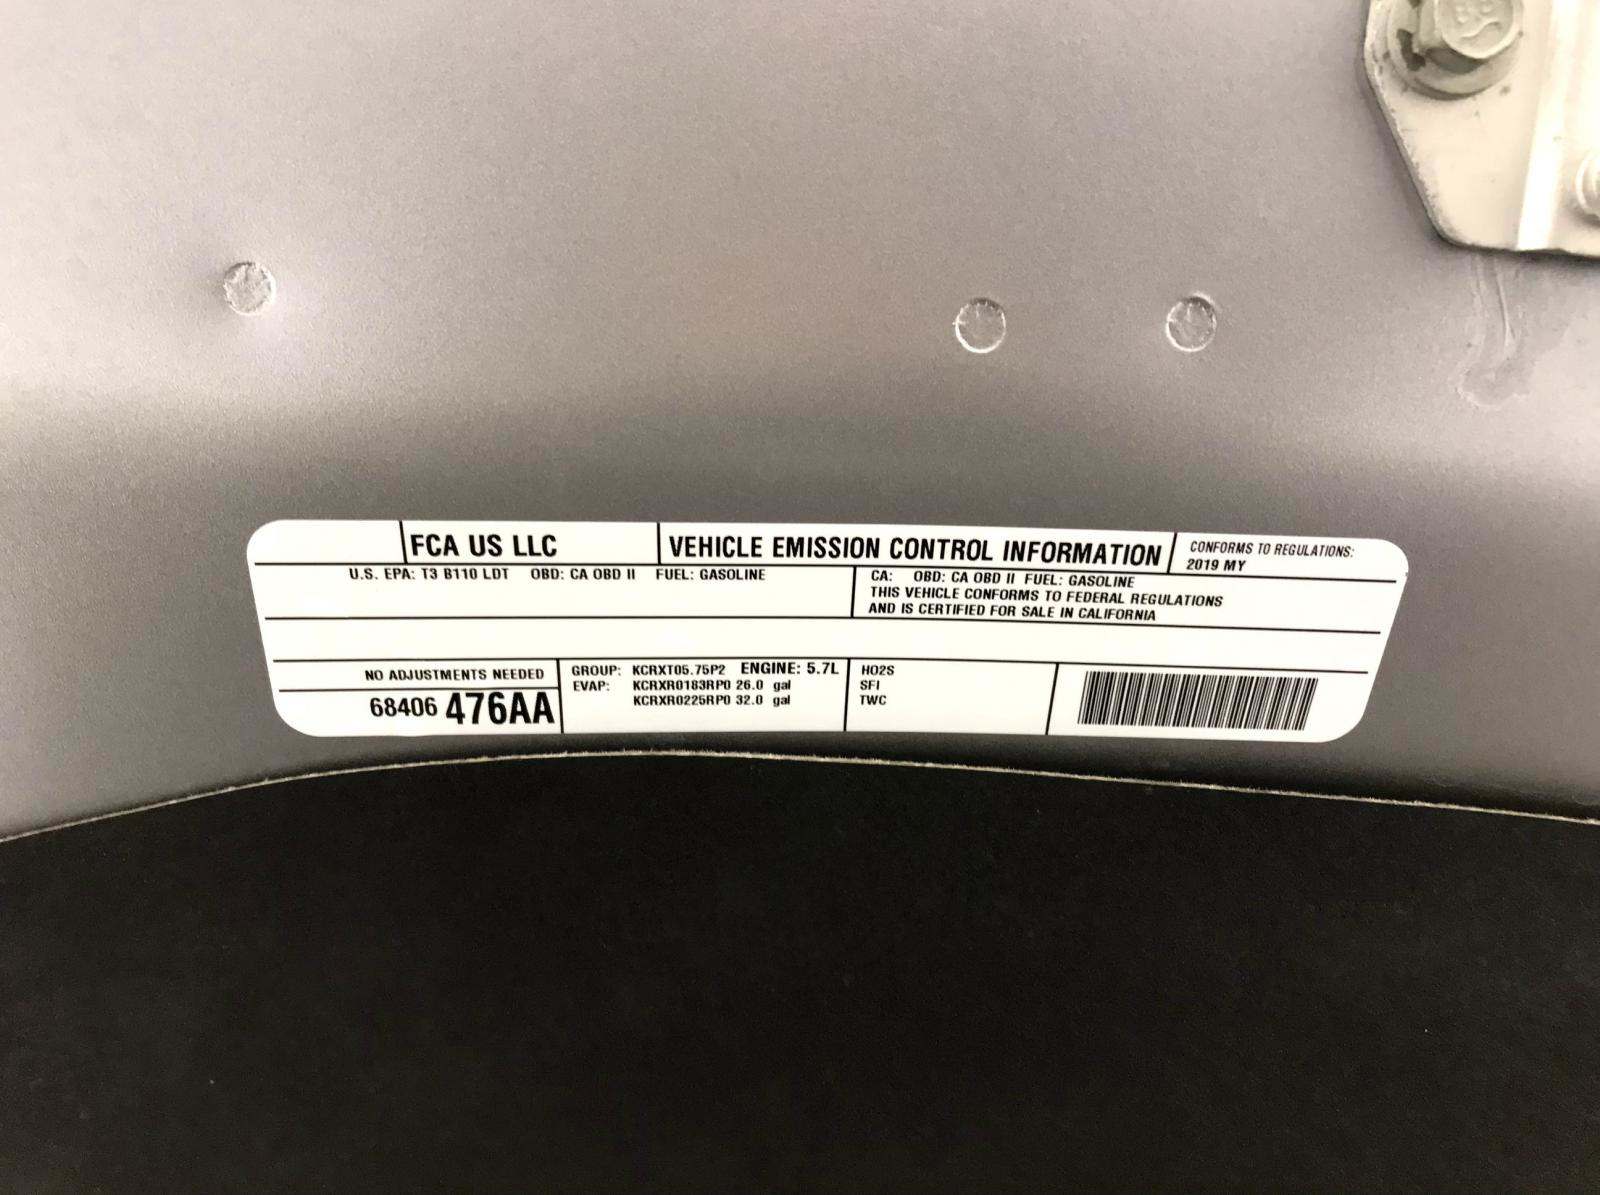 FCA US LLC
VEHICLE EMISSION CONTROL INFORMATION
CONFORMS TO REGULATIONS:
2019 MY
U.S. EPA: T3 B110 LDT OBD: CA OBD II FUEL: GASOLINE
CA: OBD: CA OBD II FUEL: GASOLINE
THIS VEHICLE CONFORMS TO FEDERAL REGULATIONS
AND IS CERTIFIED FOR SALE IN CALIFORNIA
NO ADJUSTMENTS NEEDED
68406 476AA
GROUP: KCRXT05.75P2 ENGINE: 5.7L
EVAP: KCRXR0183RP0 26.0 gal
KCRXR0225RP0 32.0 gal
HO2S
SFI
TWC